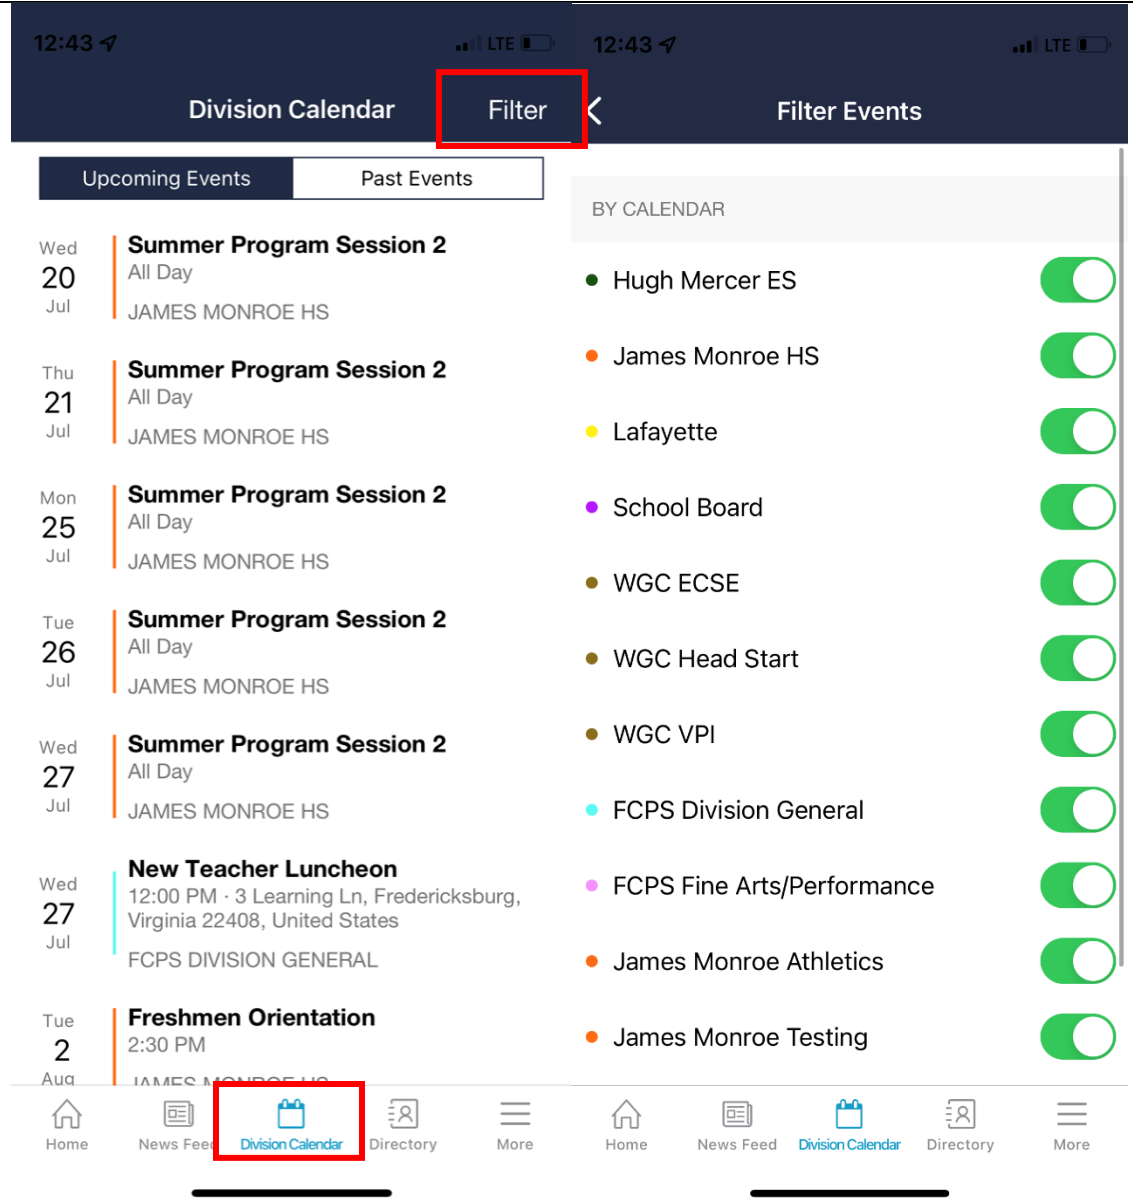 12:43
LTE
Division Calendar
Filter
Upcoming Events
Past Events
Wed
20
Jul
Summer Program Session 2
All Day
JAMES MONROE HS
Thu
21
Jul
Summer Program Session 2
All Day
JAMES MONROE HS
Mon
25
Jul
Summer Program Session 2
All Day
JAMES MONROE HS
Tue
26
Jul
Summer Program Session 2
All Day
JAMES MONROE HS
Wed
27
Jul
Summer Program Session 2
All Day
JAMES MONROE HS
Wed
27
Jul
New Teacher Luncheon
12:00 PM · 3 Learning Ln, Fredericksburg,
Virginia 22408, United States
FCPS DIVISION GENERAL
Tue
2
Aug
Freshmen Orientation
2:30 PM
JAMES MONROE HS
Home
News Feed
Division Calendar
Directory
More
12:43
LTE
Filter Events
BY CALENDAR
Hugh Mercer ES
James Monroe HS
Lafayette
School Board
WGC ECSE
WGC Head Start
WGC VPI
FCPS Division General
FCPS Fine Arts/Performance
James Monroe Athletics
James Monroe Testing
Home
News Feed
Division Calendar
Directory
More